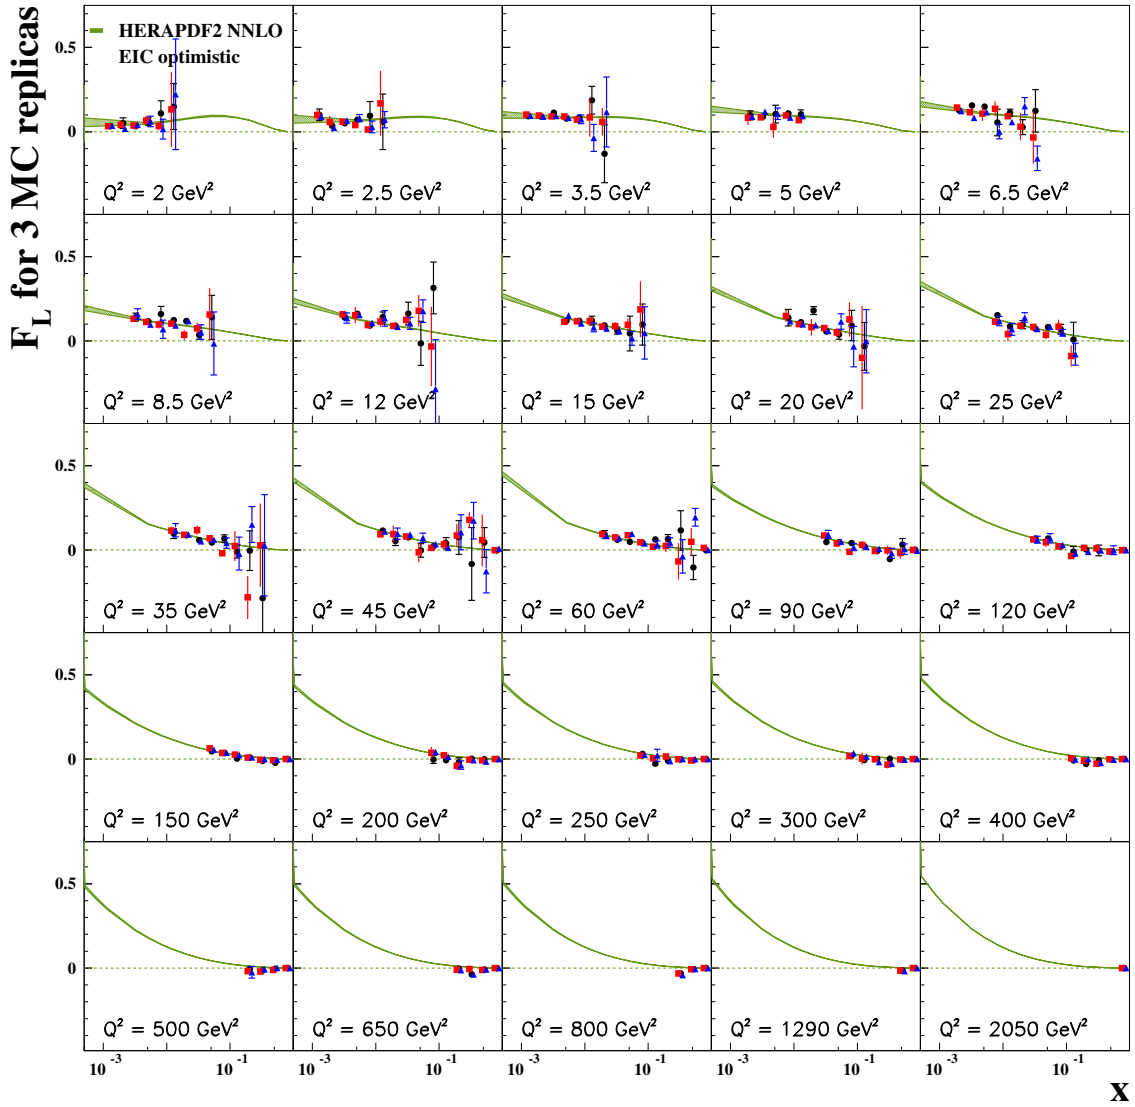 F_L for 3 MC replicas
HERAPDF2 NNLO
EIC optimistic
0.5
0
Q² = 2 GeV²
Q² = 2.5 GeV²
Q² = 3.5 GeV²
Q² = 5 GeV²
Q² = 6.5 GeV²
0.5
0
Q² = 8.5 GeV²
Q² = 12 GeV²
Q² = 15 GeV²
Q² = 20 GeV²
Q² = 25 GeV²
0.5
0
Q² = 35 GeV²
Q² = 45 GeV²
Q² = 60 GeV²
Q² = 90 GeV²
Q² = 120 GeV²
0.5
0
Q² = 150 GeV²
Q² = 200 GeV²
Q² = 250 GeV²
Q² = 300 GeV²
Q² = 400 GeV²
0.5
0
Q² = 500 GeV²
Q² = 650 GeV²
Q² = 800 GeV²
Q² = 1290 GeV²
Q² = 2050 GeV²
10⁻³ 10⁻¹ 10⁻³ 10⁻¹ 10⁻³ 10⁻¹ 10⁻³ 10⁻¹ 10⁻³ 10⁻¹
x